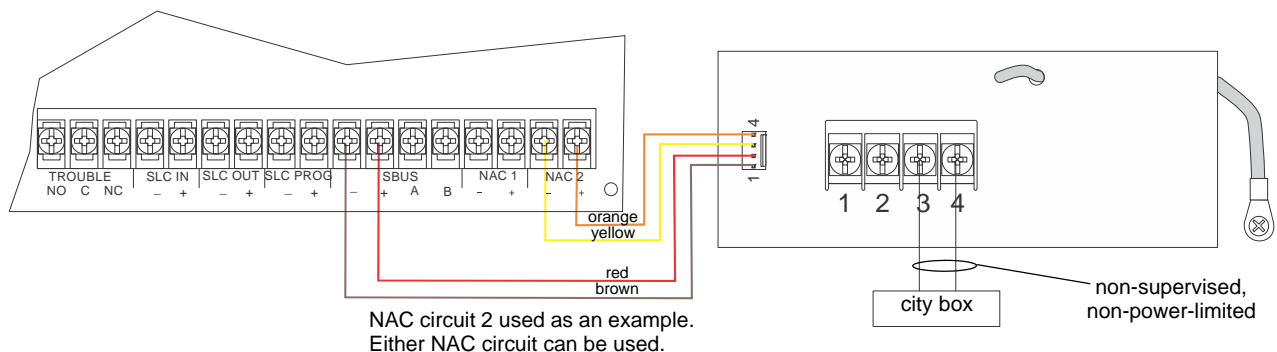 TROUBLE SLC IN SLC OUT SLC PROG SBUS NAC 1 NAC 2
NO C NC – + – + – + – + A B - + - +
4
1
1 2 3 4
orange
yellow
red
brown
city box
non-supervised,
non-power-limited
NAC circuit 2 used as an example.
Either NAC circuit can be used.